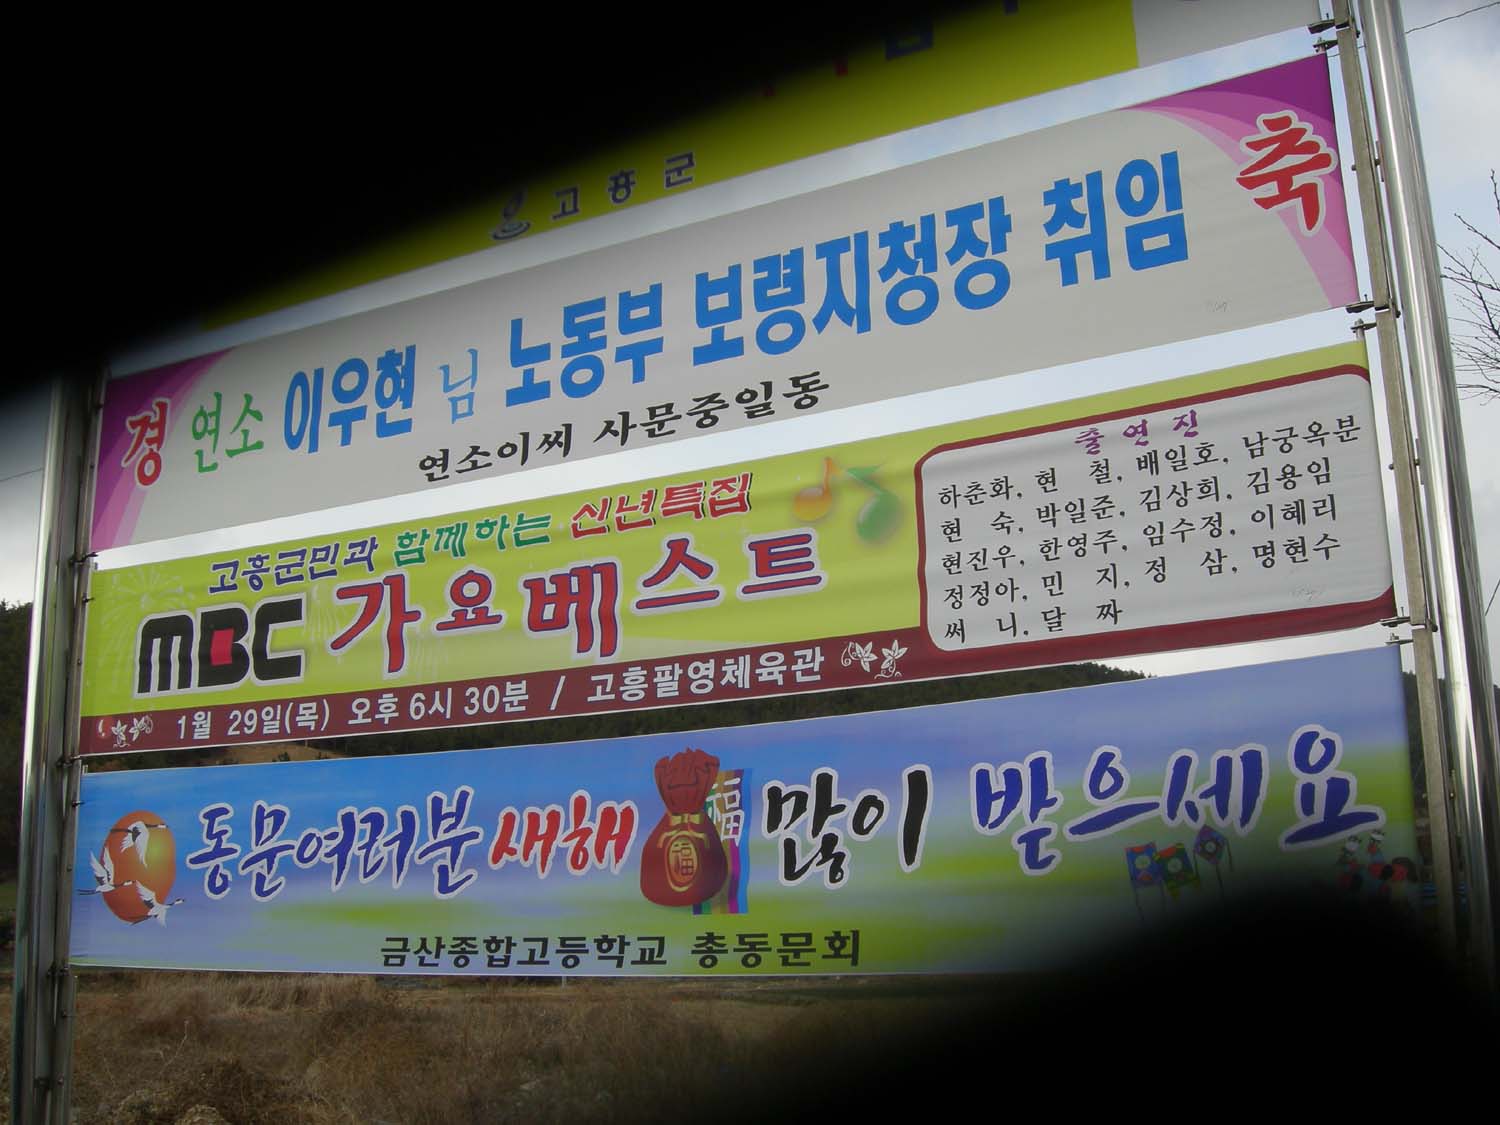 고흥군
경 연소 이우현 님 노동부 보령지청장 취임 축
연소이씨 사문중일동
고흥군민과 함께하는 신년특집
MBC 가요베스트
1월 29일(목) 오후 6시 30분 / 고흥팔영체육관
출연진
하춘화, 현 철, 배일호, 남궁옥분
현 숙, 박일준, 김상희, 김용임
현진우, 한영주, 임수정, 이혜리
정정아, 민 지, 정 삼, 명현수
써 니, 달 짜
동문여러분 새해 福 福 많이 받으세요
금산종합고등학교 총동문회